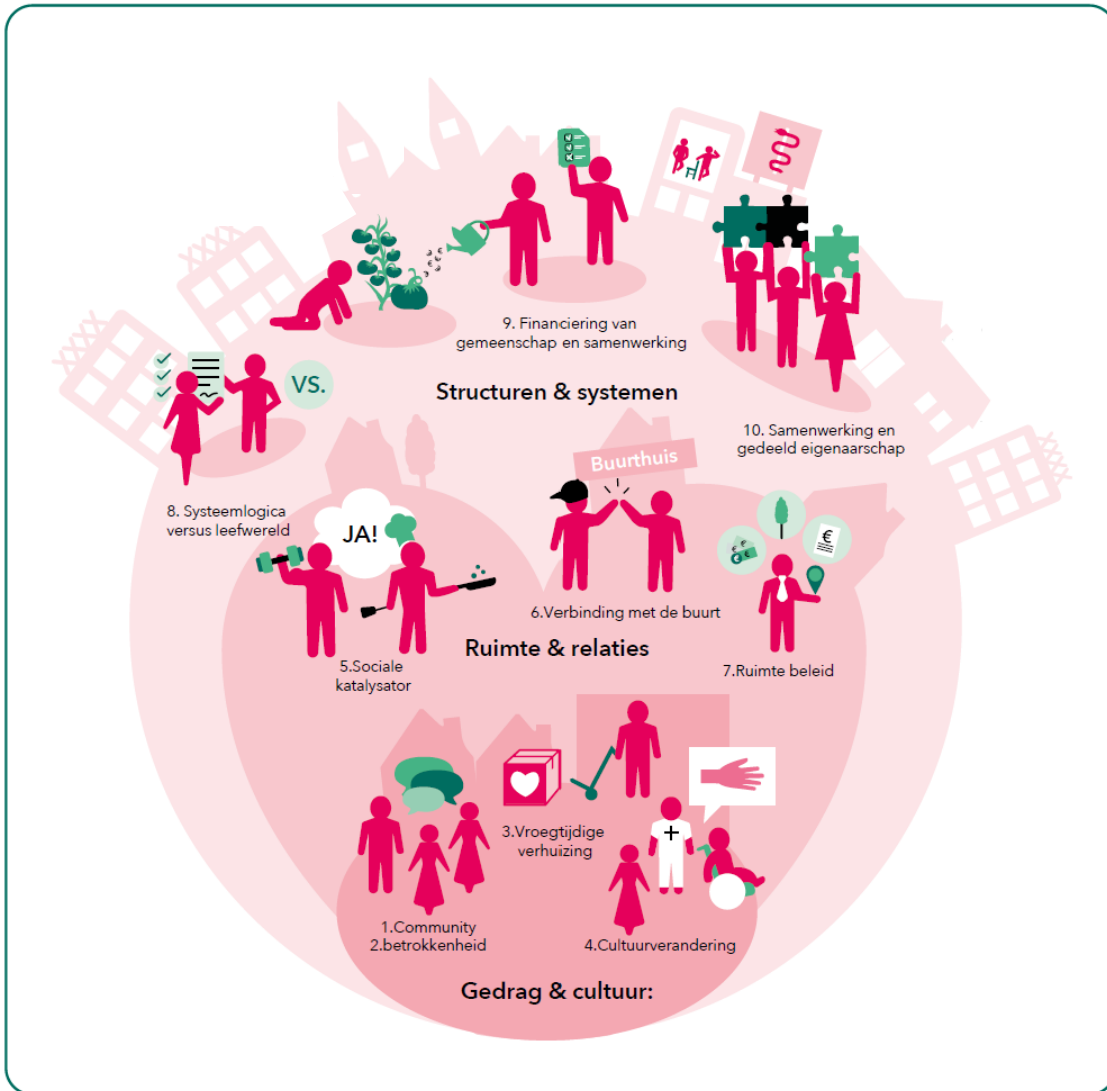 9. Financiering van
gemeenschap en samenwerking
Structuren & systemen
VS.
10. Samenwerking en
gedeeld eigenaarschap
8. Systeemlogica
versus leefwereld
JA!
Buurthuis
6.Verbinding met de buurt
Ruimte & relaties
5.Sociale
katalysator
7.Ruimte beleid
3.Vroegtijdige
verhuizing
1.Community
2.betrokkenheid
4.Cultuurverandering
Gedrag & cultuur: